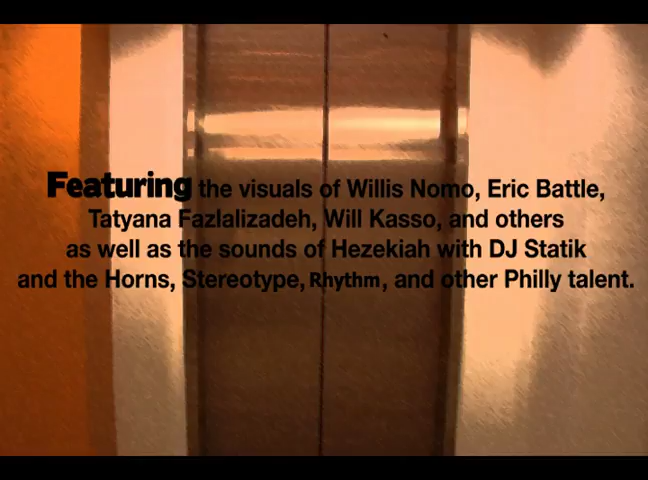 Featuring the visuals of Willis Nomo, Eric Battle,
Tatyana Fazlalizadeh, Will Kasso, and others
as well as the sounds of Hezekiah with DJ Statik
and the Horns, Stereotype, Rhythm, and other Philly talent.